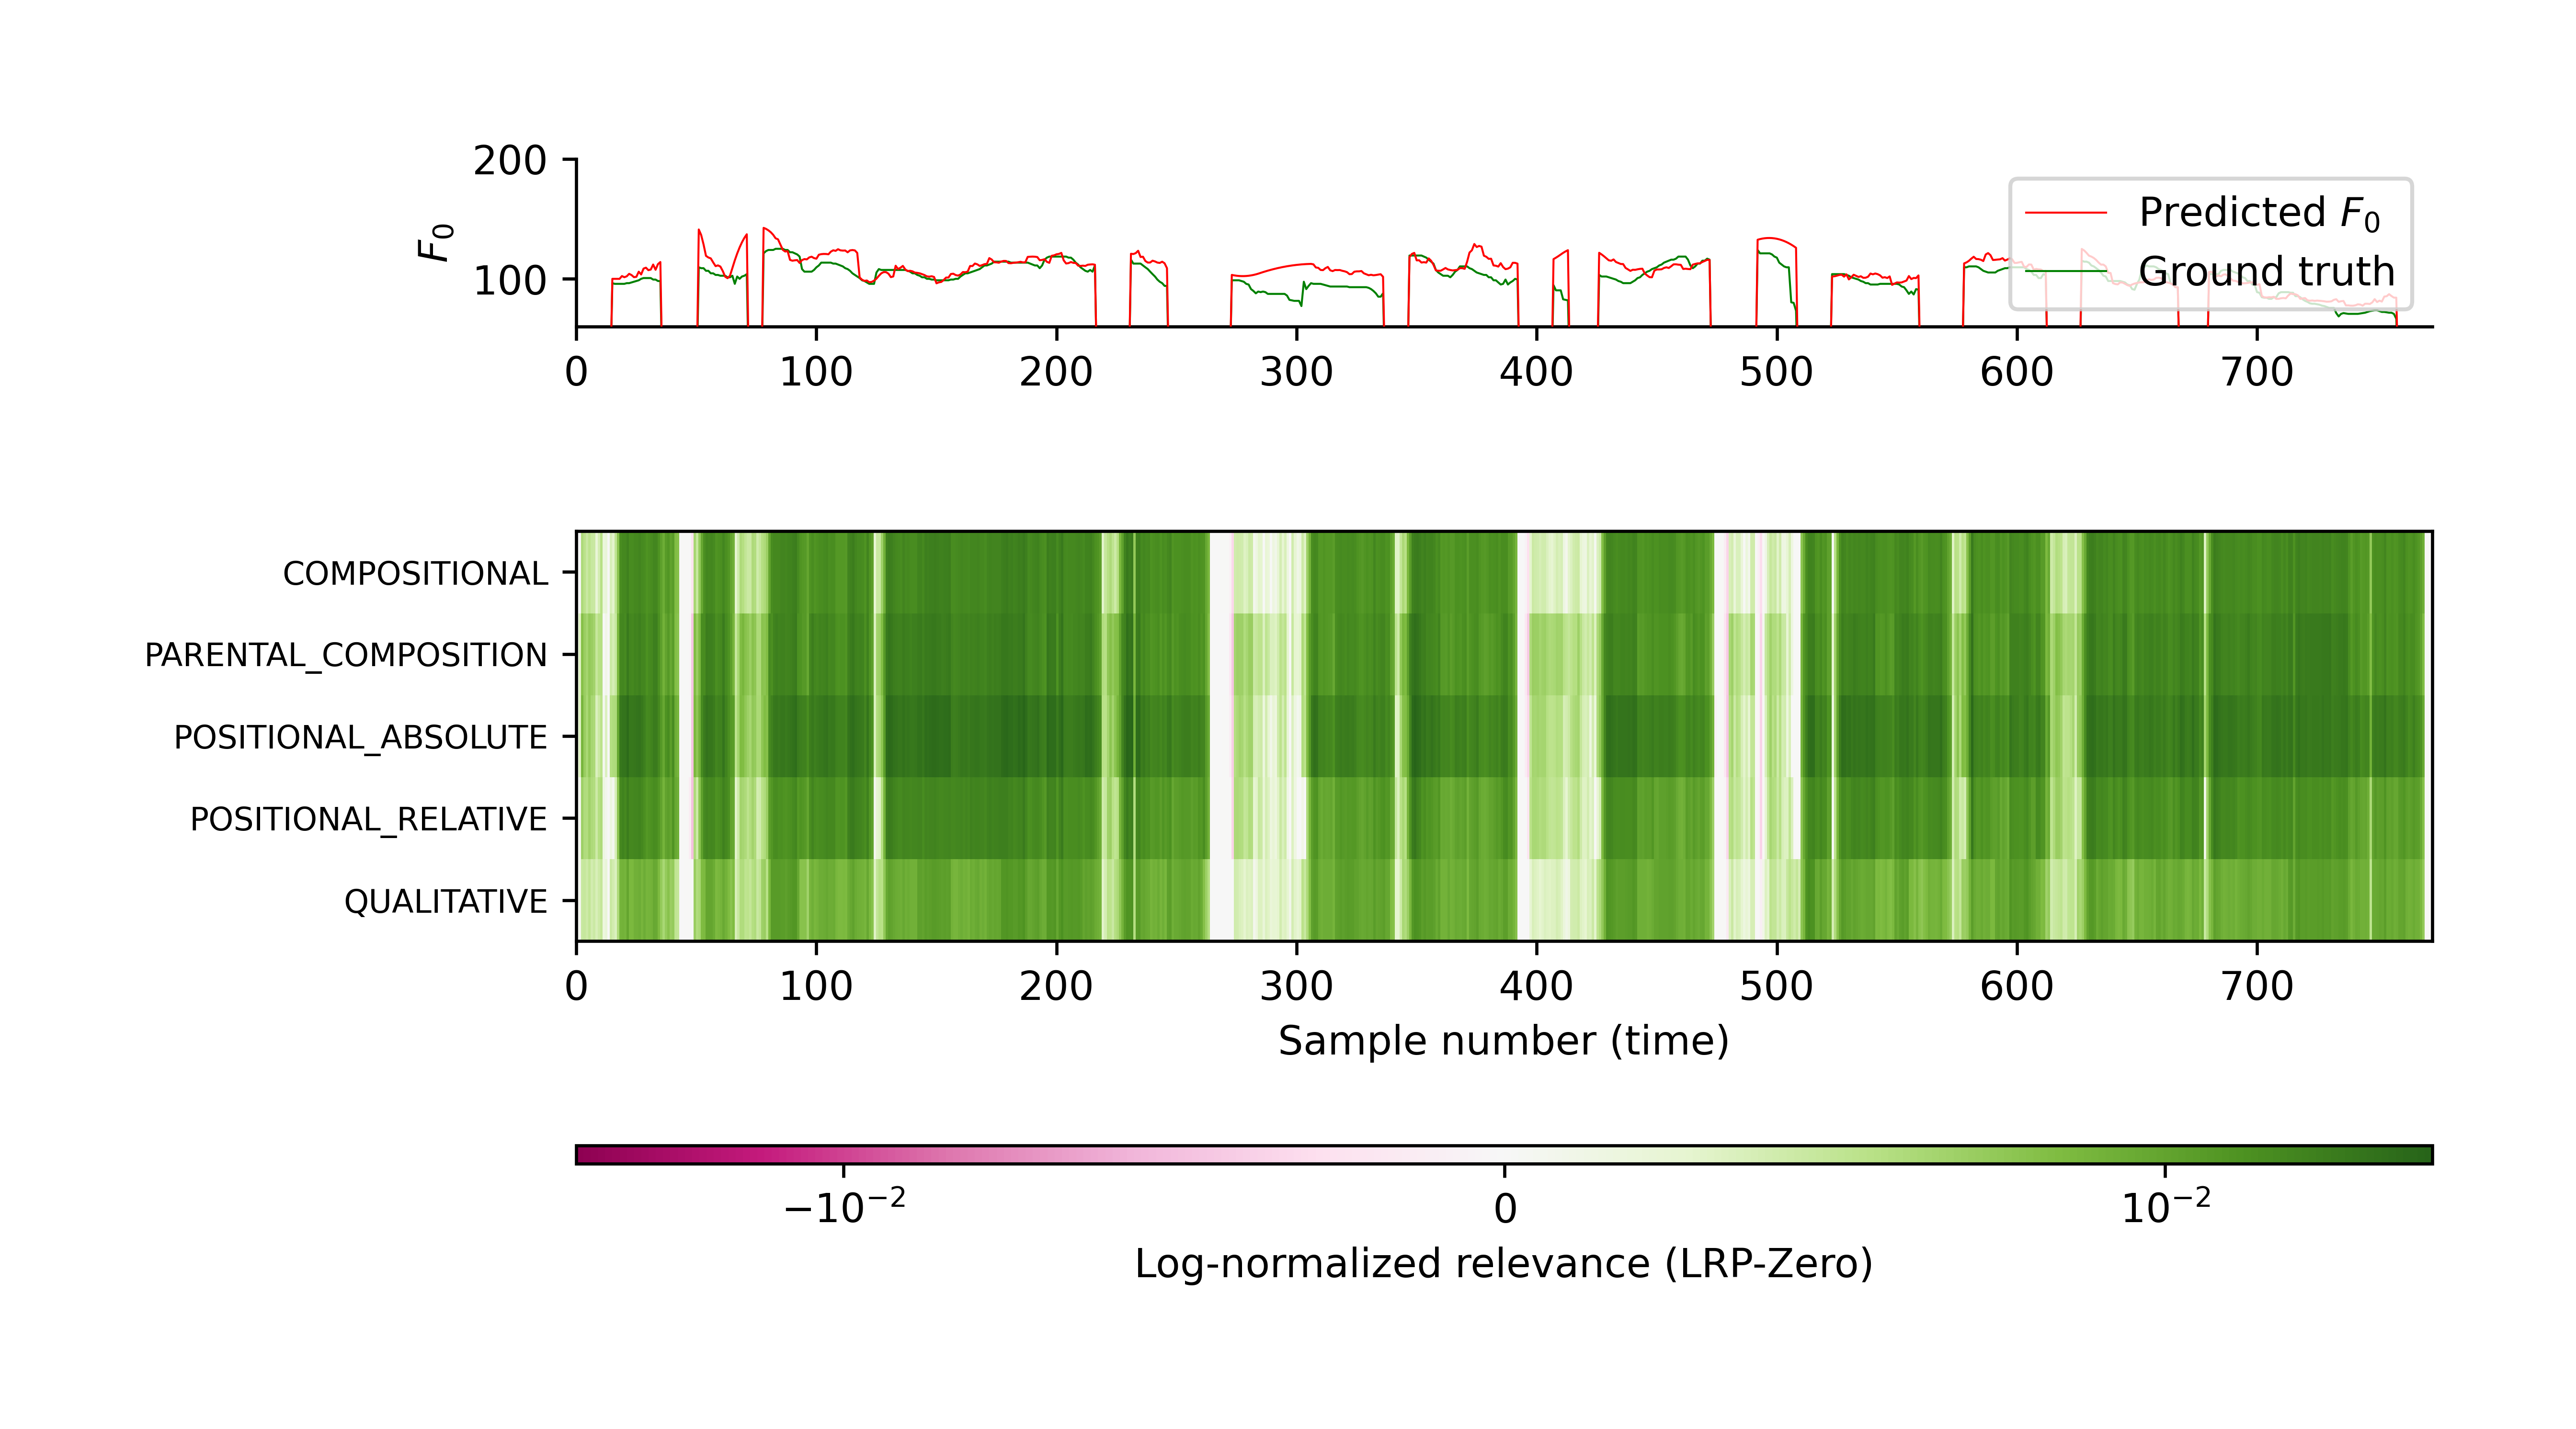 200
100
F₀
Predicted F₀
Ground truth
0 100 200 300 400 500 600 700
COMPOSITIONAL
PARENTAL_COMPOSITION
POSITIONAL_ABSOLUTE
POSITIONAL_RELATIVE
QUALITATIVE
0 100 200 300 400 500 600 700
Sample number (time)
−10⁻² 0 10⁻²
Log-normalized relevance (LRP-Zero)